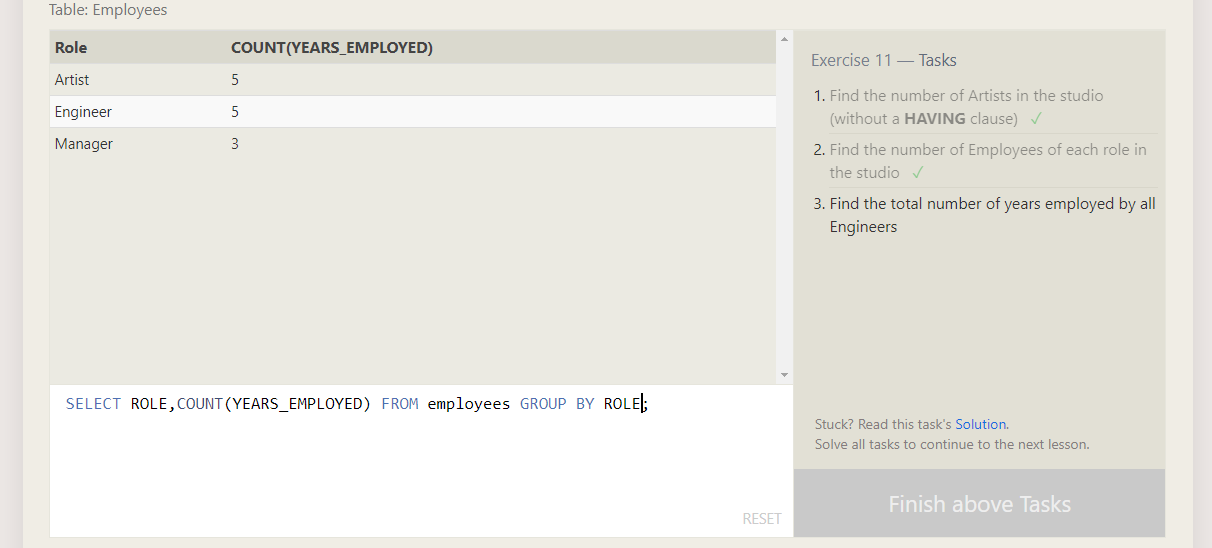 Table: Employees
Role COUNT(YEARS_EMPLOYED)
Artist 5
Engineer 5
Manager 3
SELECT ROLE,COUNT(YEARS_EMPLOYED) FROM employees GROUP BY ROLE;
RESET
Exercise 11 — Tasks
1. Find the number of Artists in the studio
(without a HAVING clause) ✓
2. Find the number of Employees of each role in
the studio ✓
3. Find the total number of years employed by all
Engineers
Stuck? Read this task's Solution.
Solve all tasks to continue to the next lesson.
Finish above Tasks